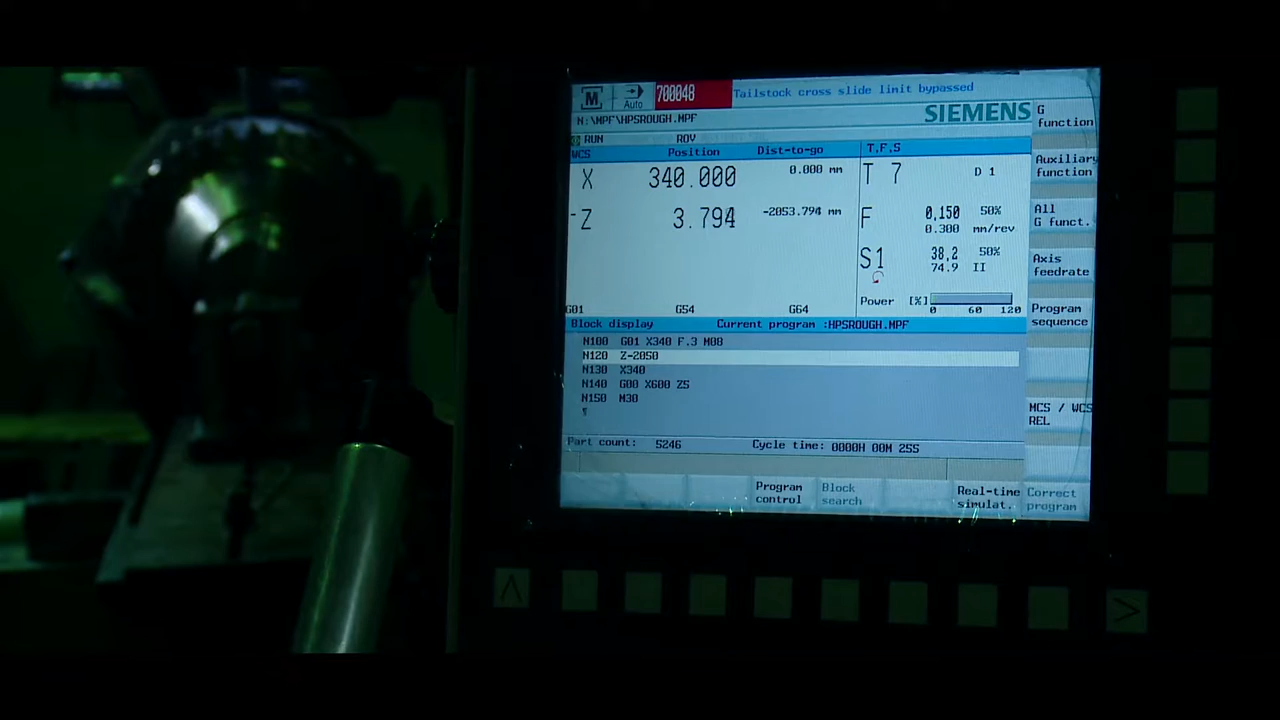 M Auto 700048 Tailstock cross slide limit bypassed
N:\MPF\HPSROUGH.MPF
SIEMENS
RUN ROV
WCS Position Dist-to-go T,F,S
X 340.000 0.000 mm T 7 D 1
-Z 3.794 -2053.794 mm F 0,150 50%
0.300 mm/rev
S1 38,2 50%
74.9 II
Power [%] 0 60 120
G01 G54 G64
Block display Current program :HPSROUGH.MPF
N100 G01 X340 F.3 M08
N120 Z-2050
N130 X340
N140 G00 X600 Z5
N150 M30
¶
Part count: 5246 Cycle time: 0000H 00M 25S
G function
Auxiliary function
All G funct.
Axis feedrate
Program sequence
MCS / WCS REL
Program control
Block search
Real-time simulat.
Correct program
∧ >